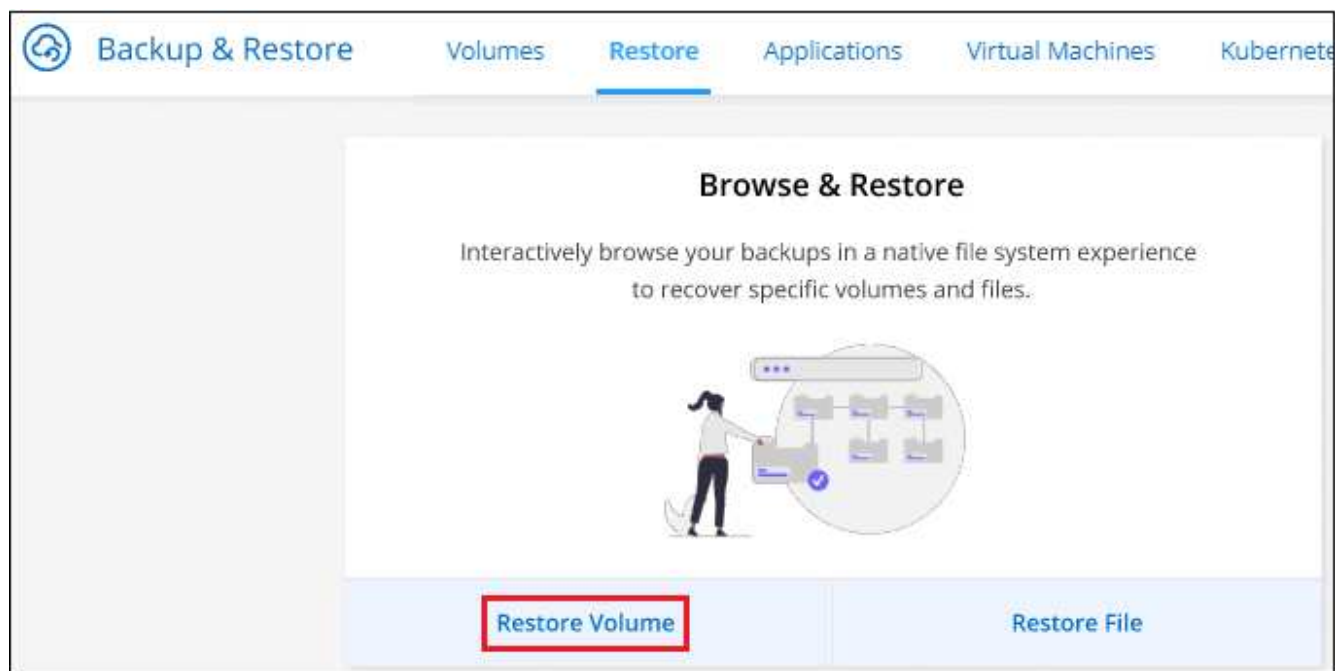 Backup & Restore Volumes Restore Applications Virtual Machines Kubernete
Browse & Restore
Interactively browse your backups in a native file system experience
to recover specific volumes and files.
Restore Volume Restore File